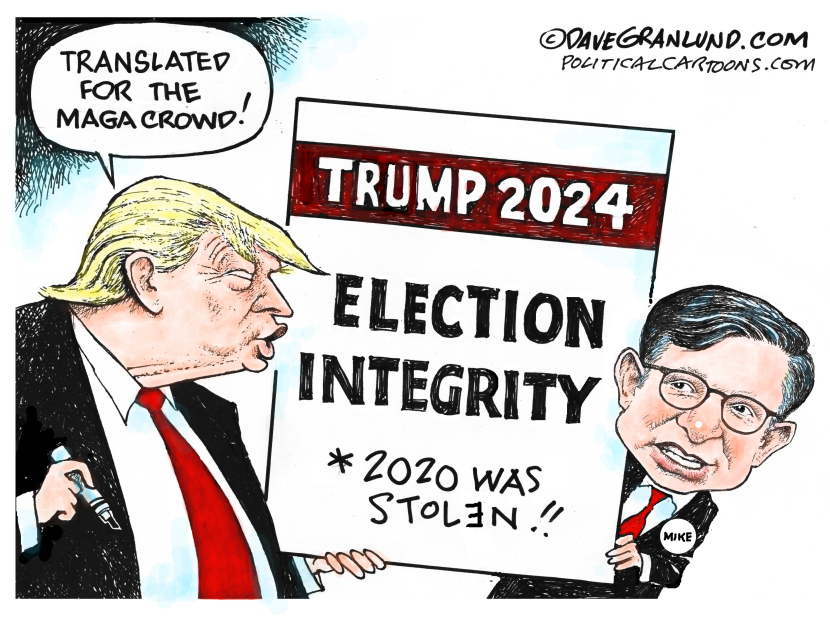 ©DAVEGRANLUND.COM
POLITICALCARTOONS.COM
TRANSLATED
FOR THE
MAGA CROWD!
TRUMP 2024
ELECTION
INTEGRITY
* 2020 WAS
STOLƎN!!
MIKE